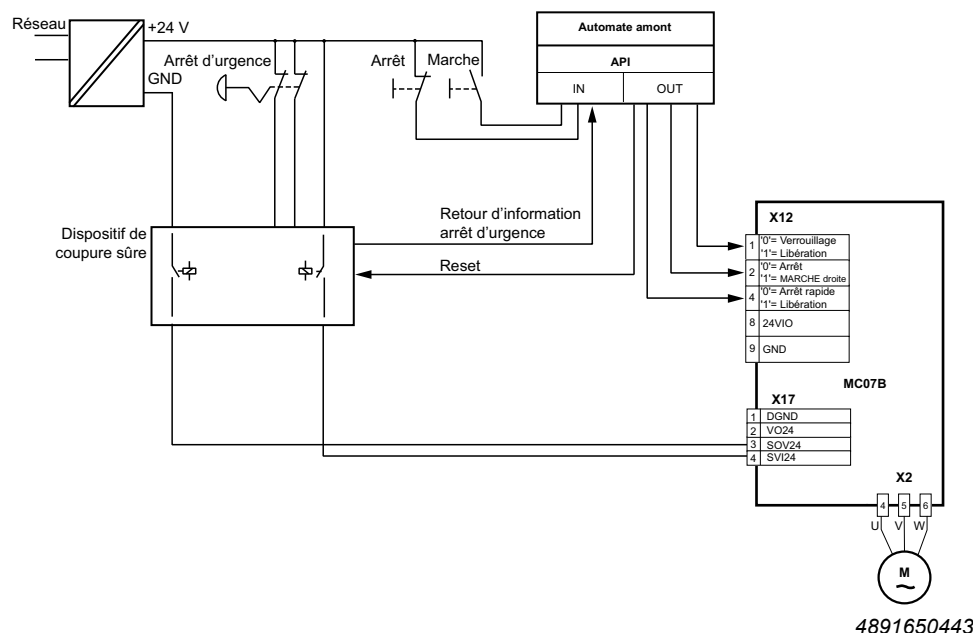 Réseau
+24 V
GND
Arrêt d'urgence
Arrêt
Marche
Automate amont
API
IN
OUT
Dispositif de
coupure sûre
Retour d'information
arrêt d'urgence
Reset
X12
1
'0'= Verrouillage
'1'= Libération
2
'0'= Arrêt
'1'= MARCHE droite
4
'0'= Arrêt rapide
'1'= Libération
8 24VIO
9 GND
MC07B
X17
1 DGND
2 VO24
3 SOV24
4 SVI24
X2
4 5 6
U V W
M
~
4891650443